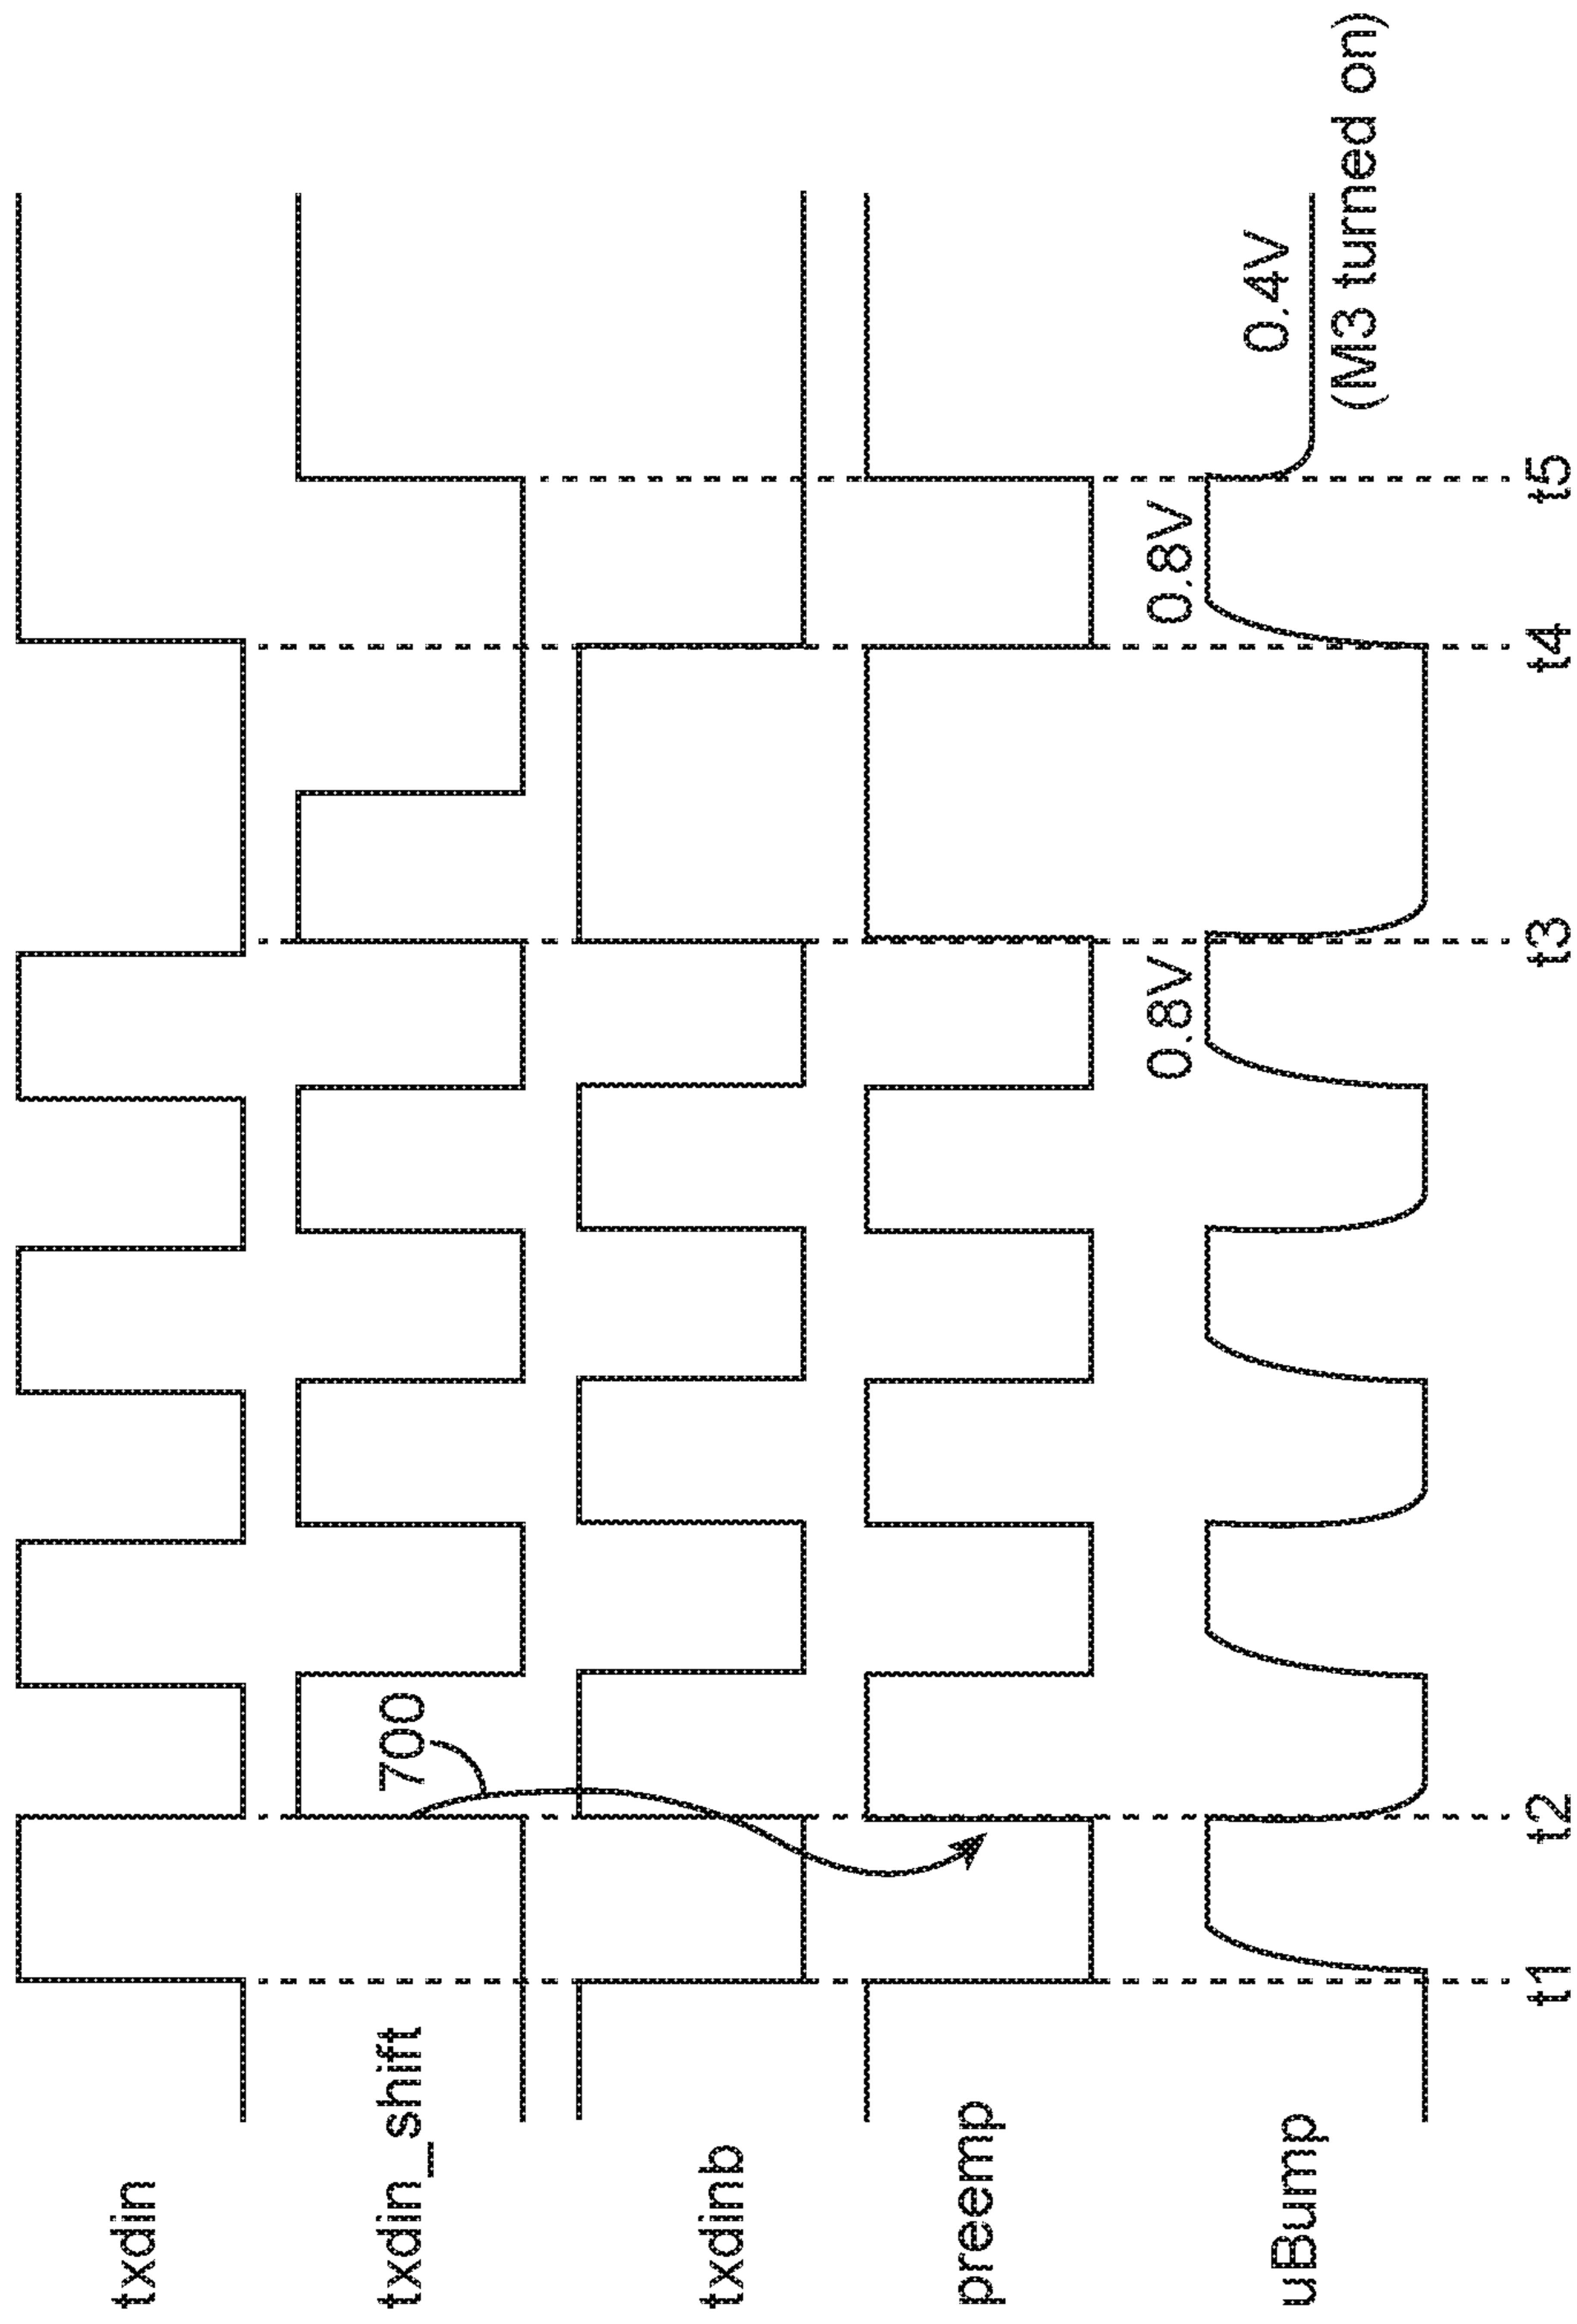 txdin
txdin_shift
700
txdinb
preemp
0.8V
0.8V
uBump
0.4V
(M3 turned on)
t1
t2
t3
t4
t5